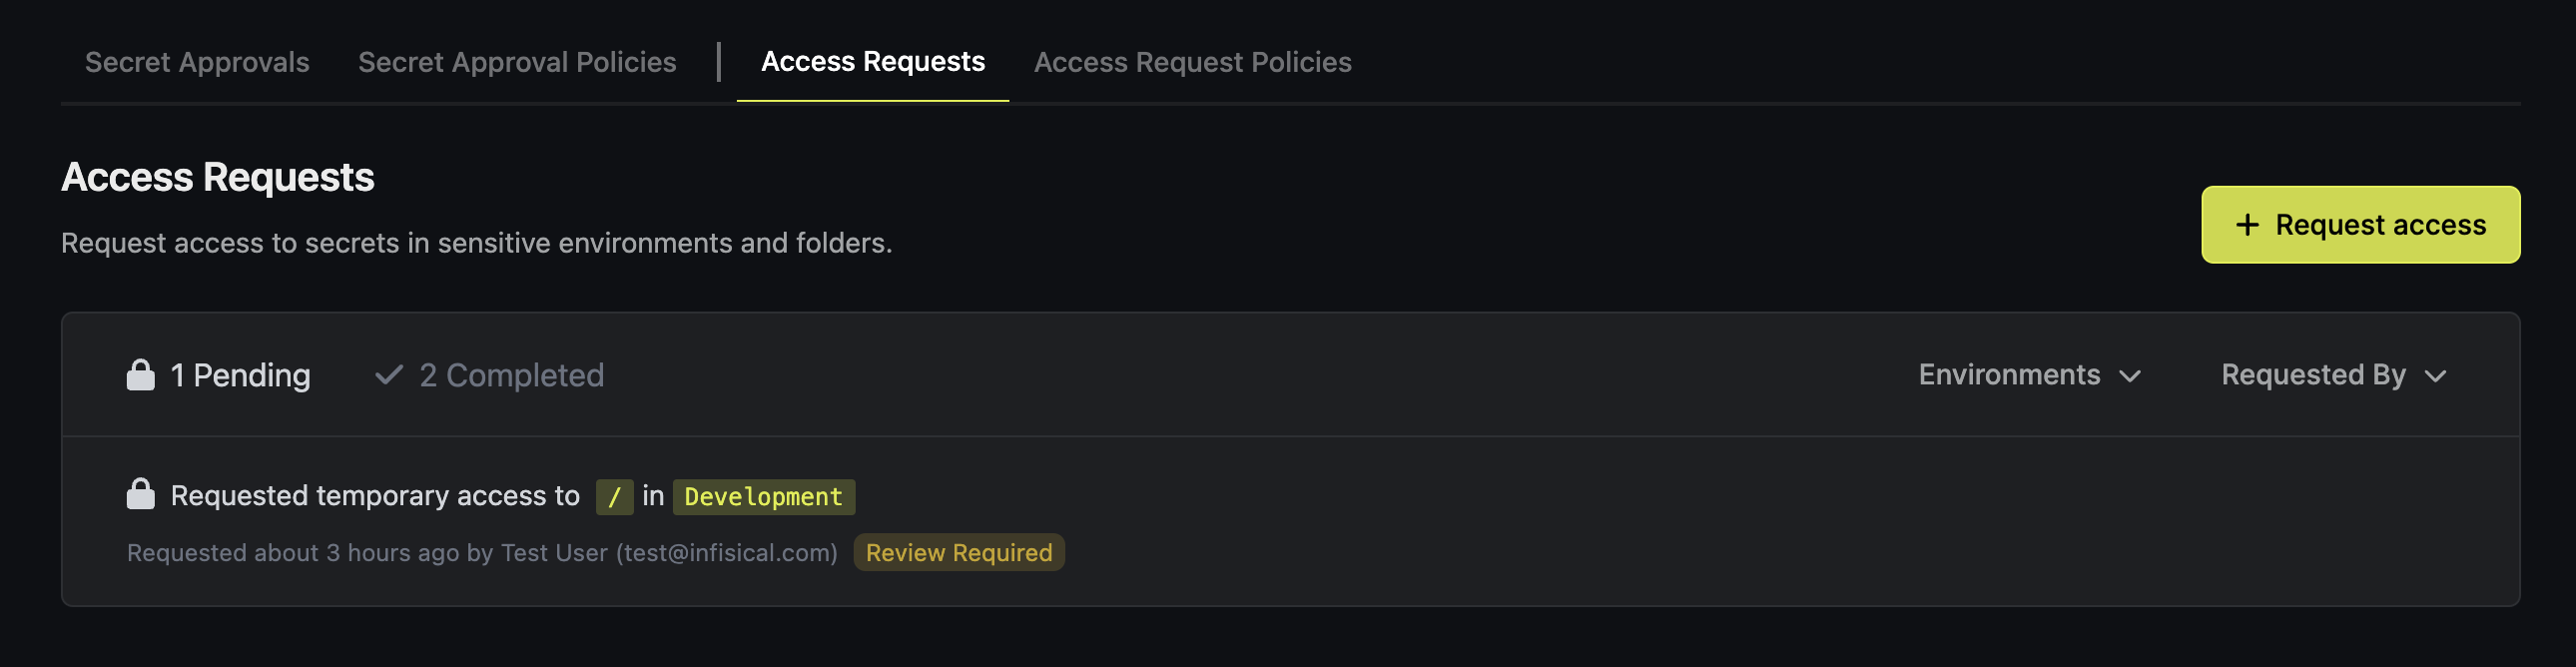 Secret Approvals Secret Approval Policies Access Requests Access Request Policies
Access Requests
Request access to secrets in sensitive environments and folders.
+ Request access
1 Pending 2 Completed Environments Requested By
Requested temporary access to / in Development
Requested about 3 hours ago by Test User (test@infisical.com) Review Required